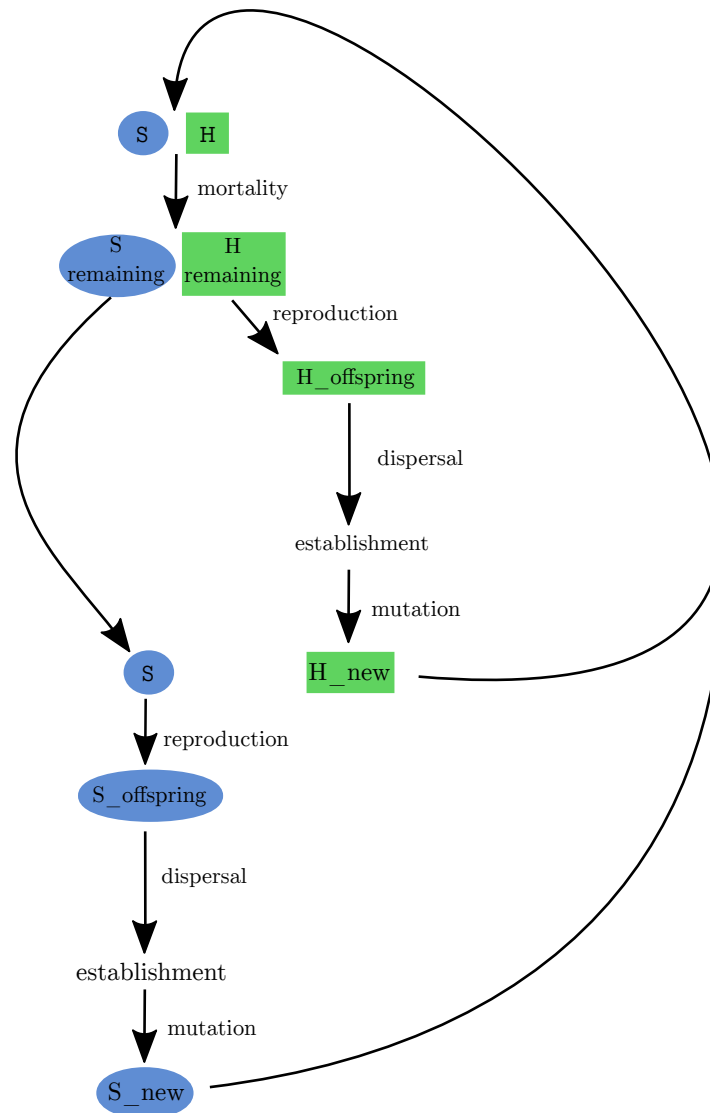 S
H
mortality
S
remaining
H
remaining
reproduction
H_offspring
dispersal
establishment
mutation
H_new
S
reproduction
S_offspring
dispersal
establishment
mutation
S_new